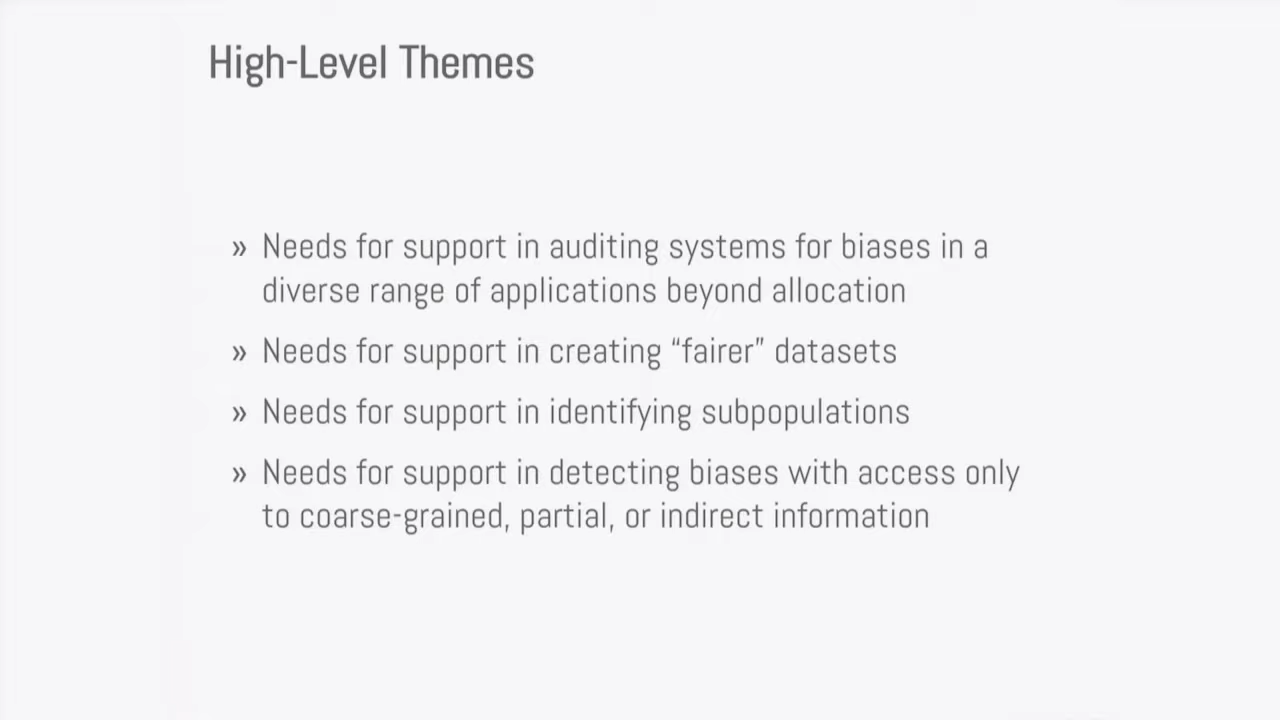 High-Level Themes
» Needs for support in auditing systems for biases in a
diverse range of applications beyond allocation
» Needs for support in creating “fairer” datasets
» Needs for support in identifying subpopulations
» Needs for support in detecting biases with access only
to coarse-grained, partial, or indirect information